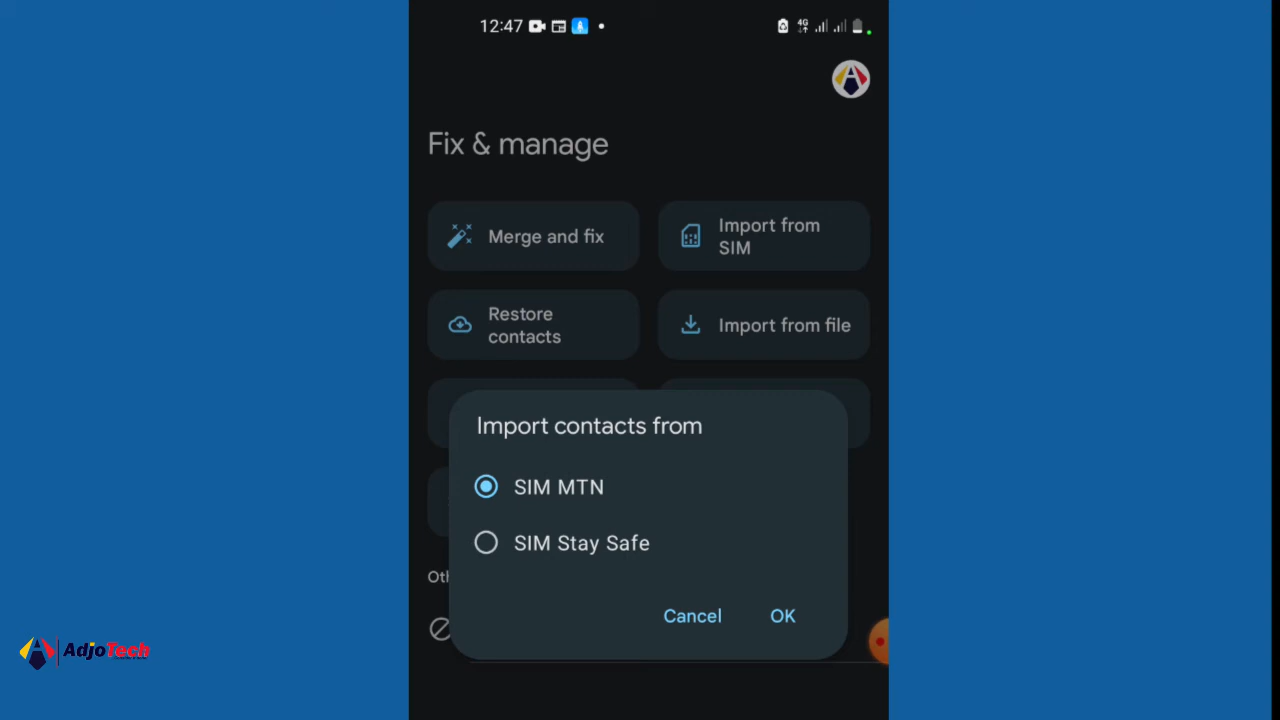 12:47
4G
Fix & manage
Merge and fix
Import from
SIM
Restore
contacts
Import from file
Import contacts from
SIM MTN
SIM Stay Safe
Cancel
OK
AdjoTech